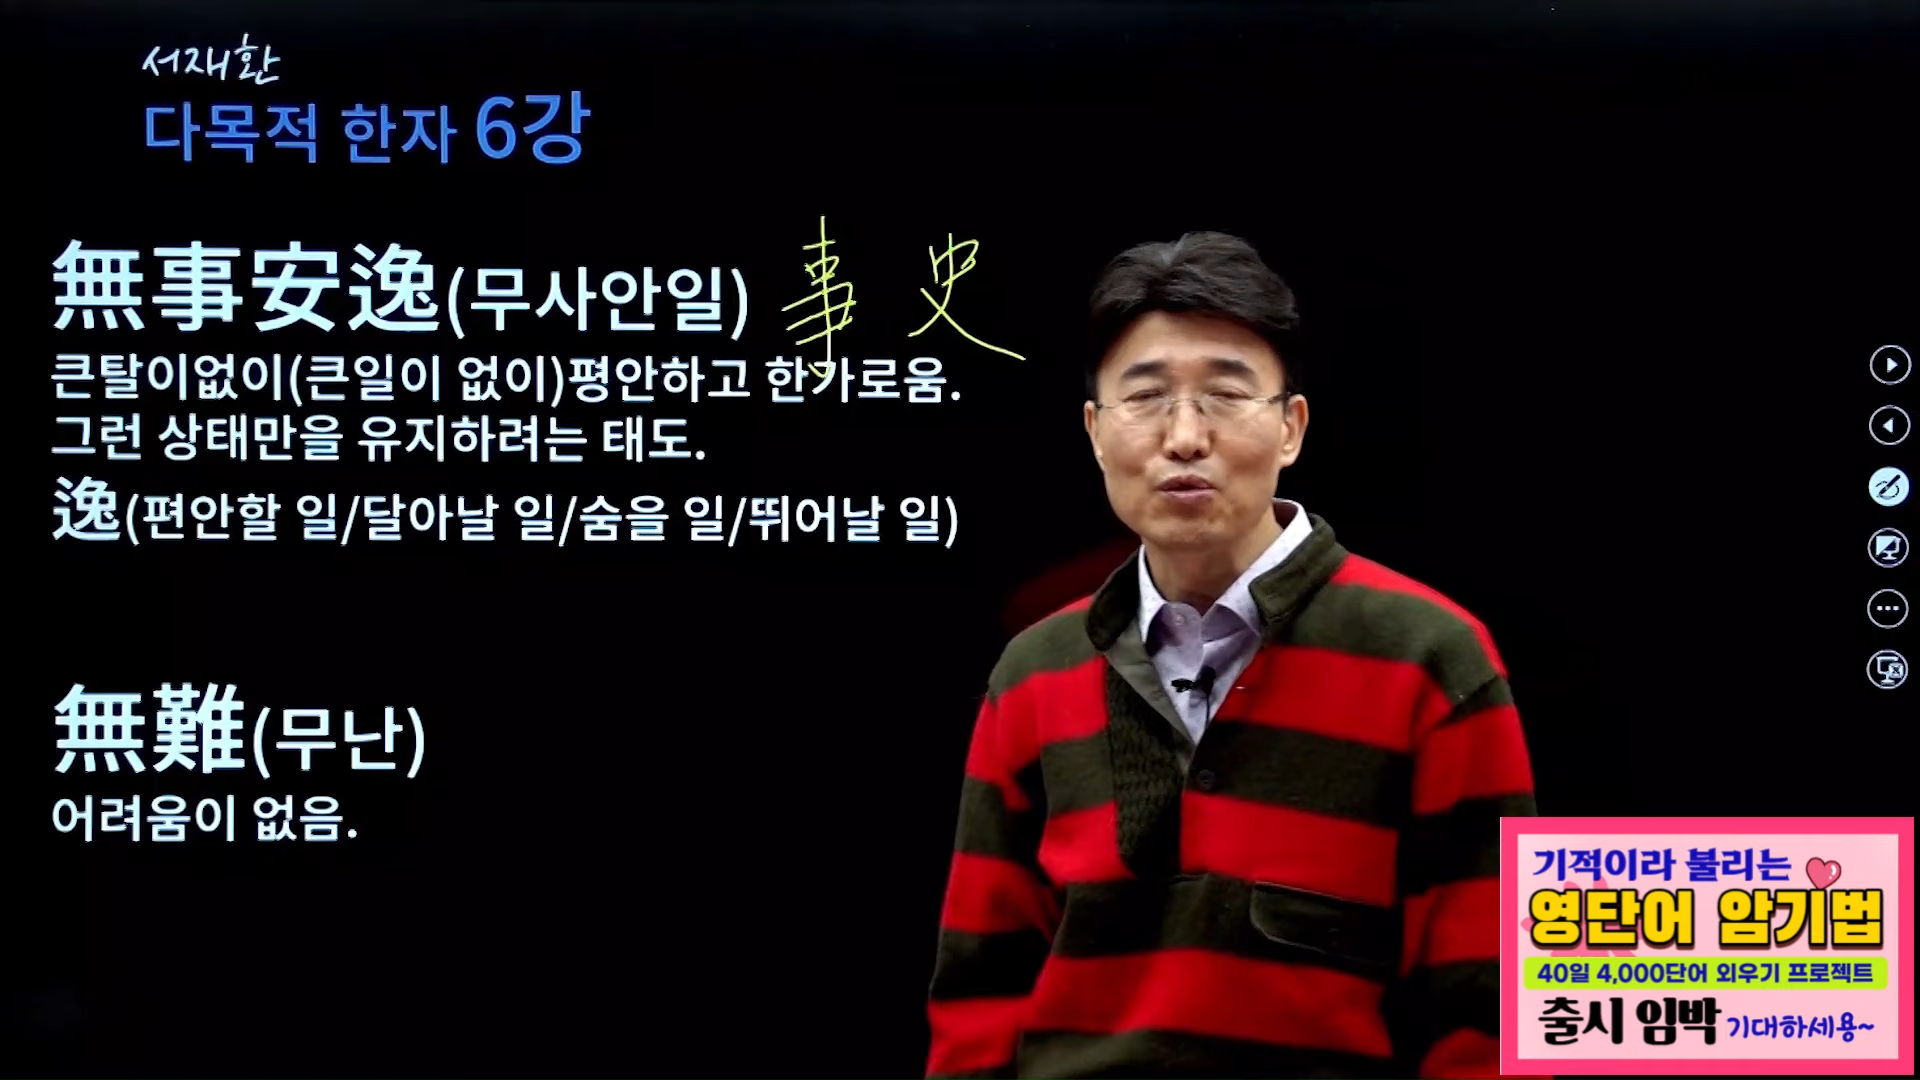 서재환
다목적 한자 6강
無事安逸(무사안일) 事 史
큰탈이없이(큰일이 없이)평안하고 한가로움.
그런 상태만을 유지하려는 태도.
逸(편안할 일/달아날 일/숨을 일/뛰어날 일)
無難(무난)
어려움이 없음.
기적이라 불리는
영단어 암기법
40일 4,000단어 외우기 프로젝트
출시 임박 기대하세용~